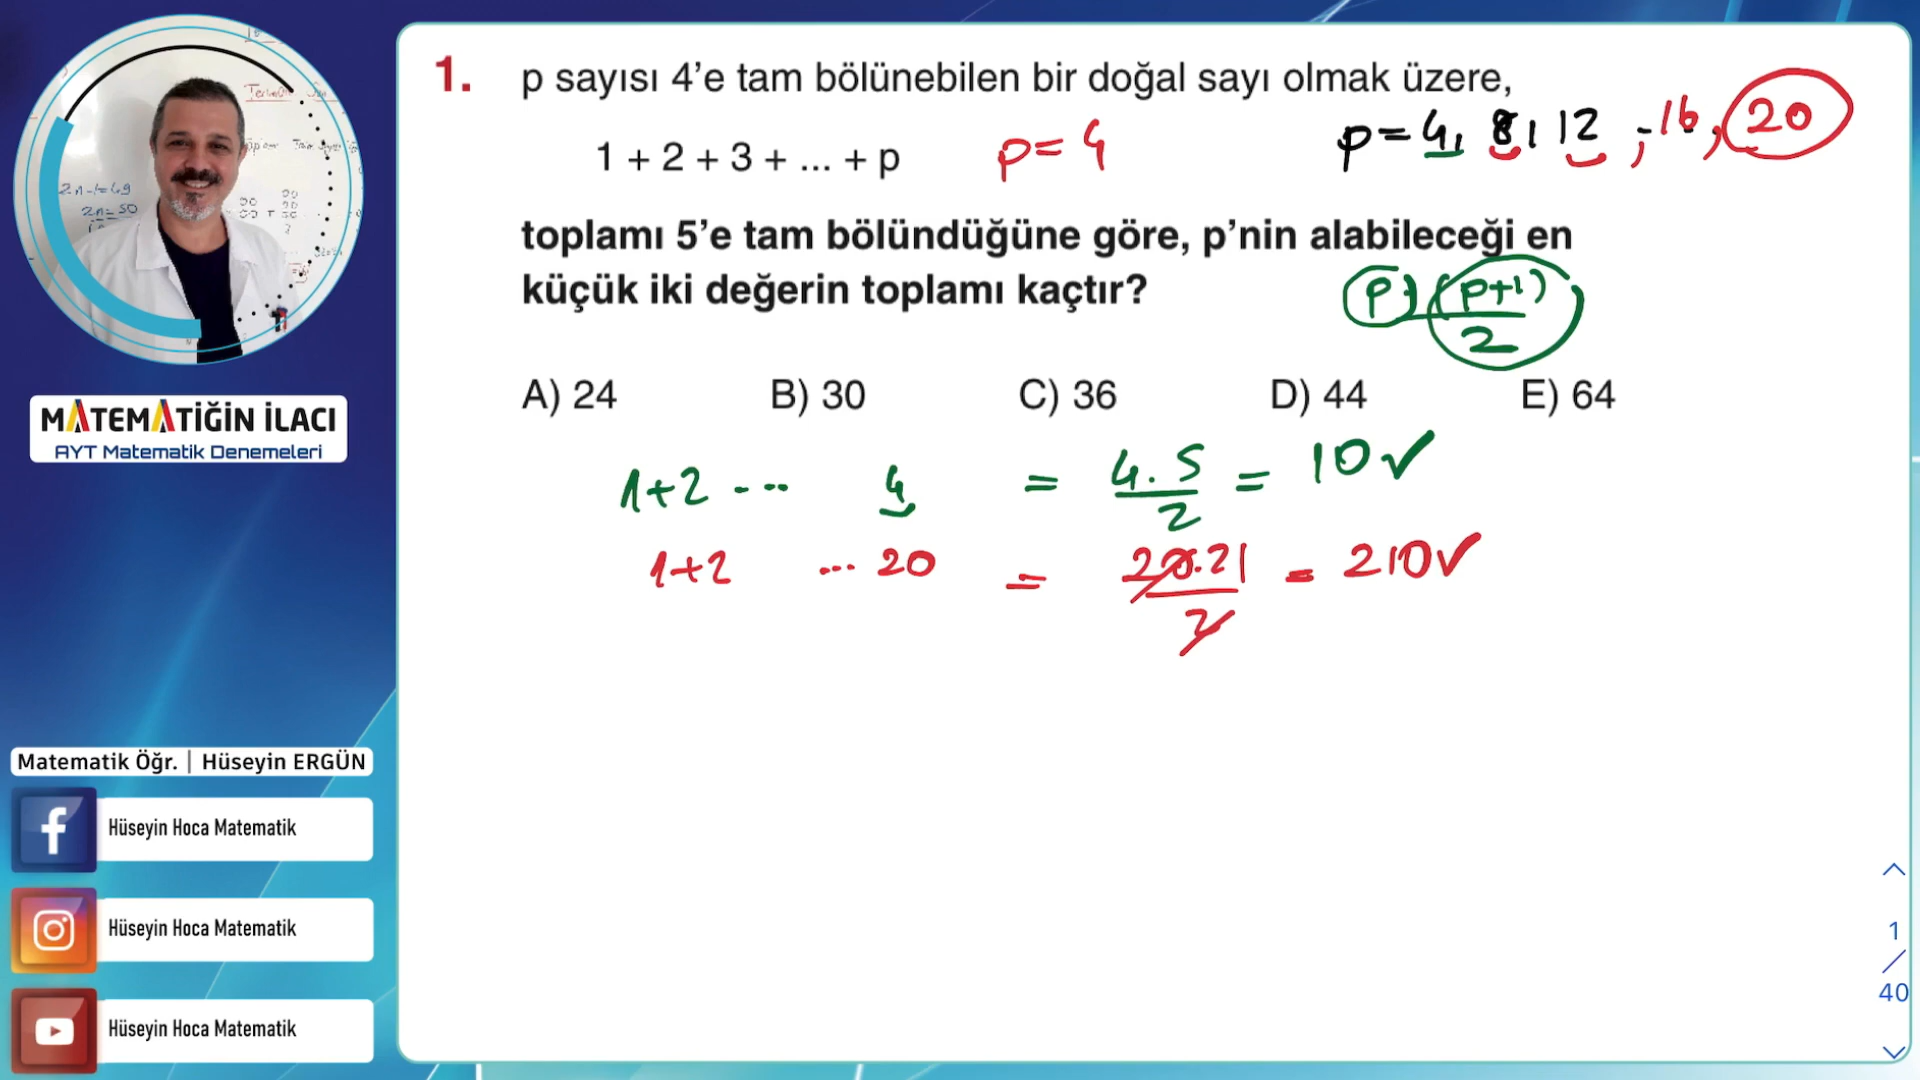 1. p sayısı 4'e tam bölünebilen bir doğal sayı olmak üzere,
1 + 2 + 3 + ... + p
p = 4
p = 4, 8, 12, 16, 20
toplamı 5'e tam bölündüğüne göre, p'nin alabileceği en
küçük iki değerin toplamı kaçtır?
p . (p+1)
2
A) 24 B) 30 C) 36 D) 44 E) 64
1+2 ... 4 = 4.5 = 10 ✓
2
1+2 ... 20 = 20.21 = 210 ✓
2
MATEMATİĞİN İLACI
AYT Matematik Denemeleri
Matematik Öğr. | Hüseyin ERGÜN
Hüseyin Hoca Matematik
Hüseyin Hoca Matematik
Hüseyin Hoca Matematik
1
/
40